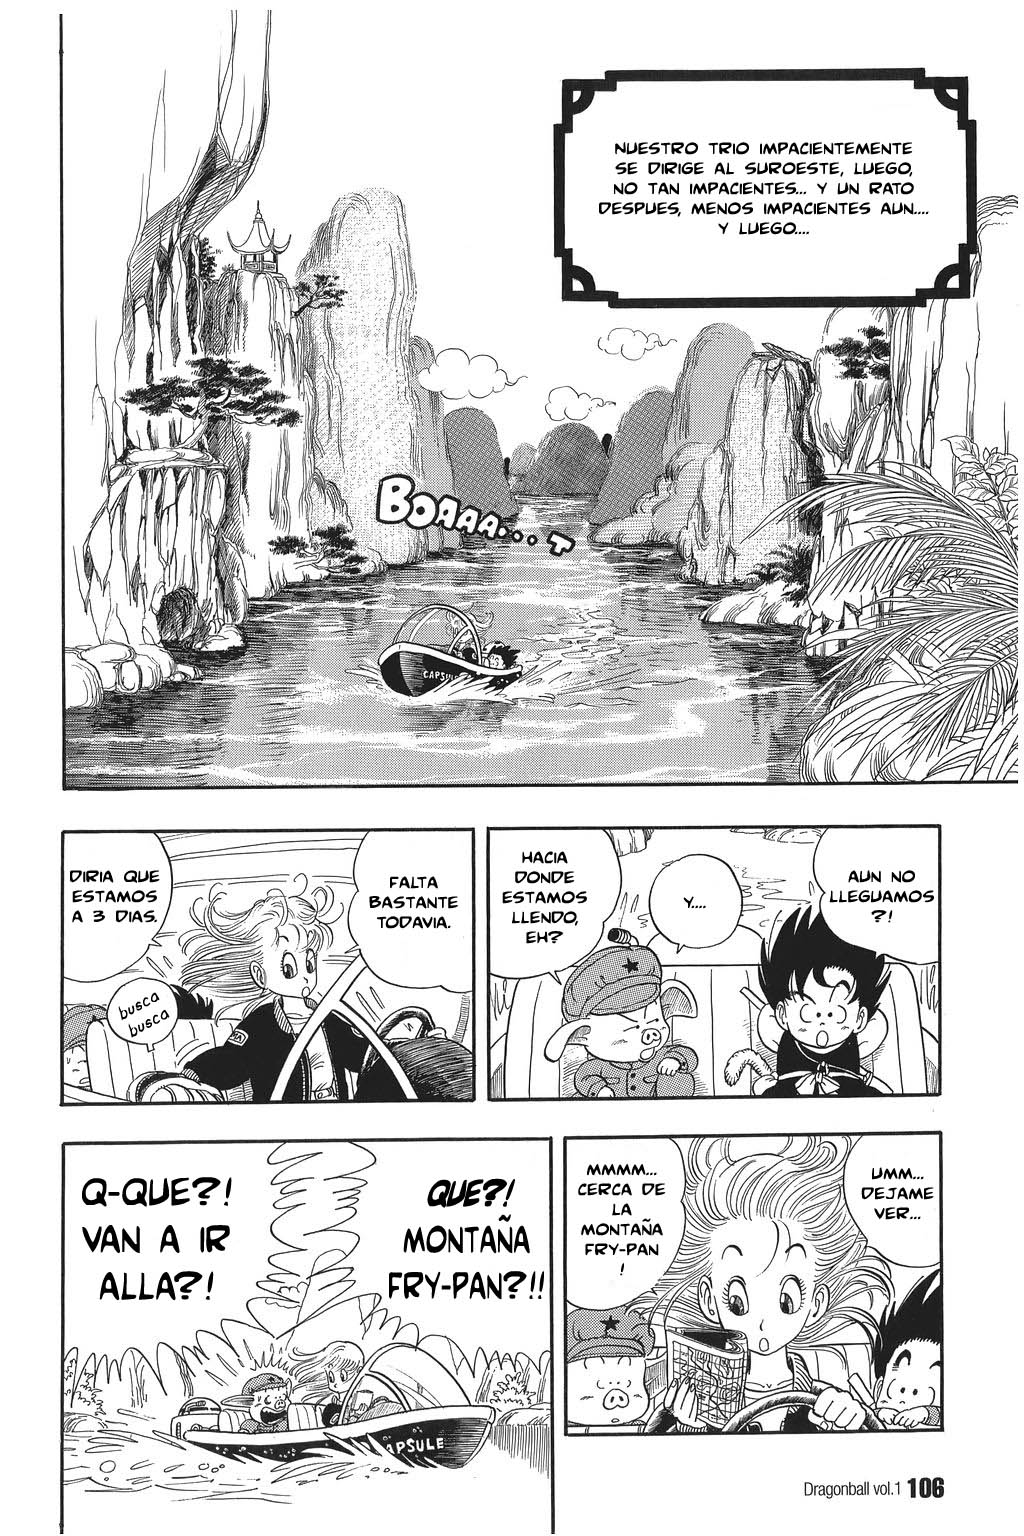 NUESTRO TRIO IMPACIENTEMENTE
SE DIRIGE AL SUROESTE, LUEGO,
NO TAN IMPACIENTES... Y UN RATO
DESPUES, MENOS IMPACIENTES AUN....
Y LUEGO....
BOAAA...
CAPSULE
AUN NO
LLEGUAMOS
?!
Y....
HACIA
DONDE
ESTAMOS
LLENDO,
EH?
FALTA
BASTANTE
TODAVIA.
DIRIA QUE
ESTAMOS
A 3 DIAS.
busca
busca
UMM...
DEJAME
VER...
MMMM...
CERCA DE
LA
MONTAÑA
FRY-PAN
!
QUE?!
MONTAÑA
FRY-PAN?!!
Q-QUE?!
VAN A IR
ALLA?!
CAPSULE
Dragonball vol.1 106